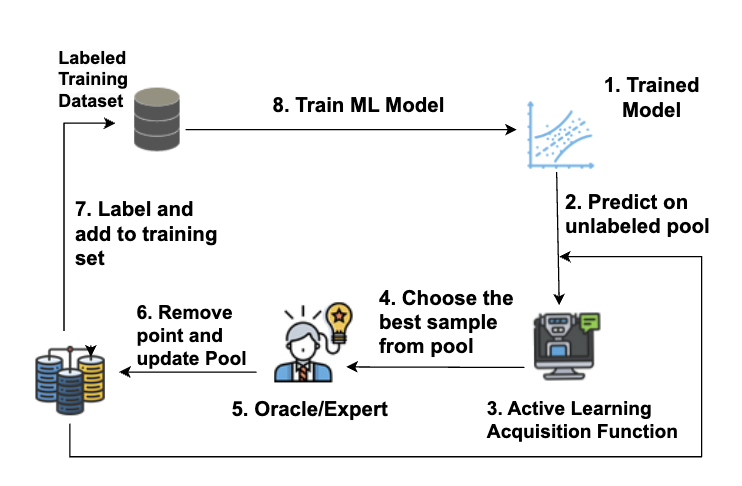 Labeled
Training
Dataset
8. Train ML Model
1. Trained
Model
2. Predict on
unlabeled pool
7. Label and
add to training
set
6. Remove
point and
update Pool
4. Choose the
best sample
from pool
5. Oracle/Expert
3. Active Learning
Acquisition Function